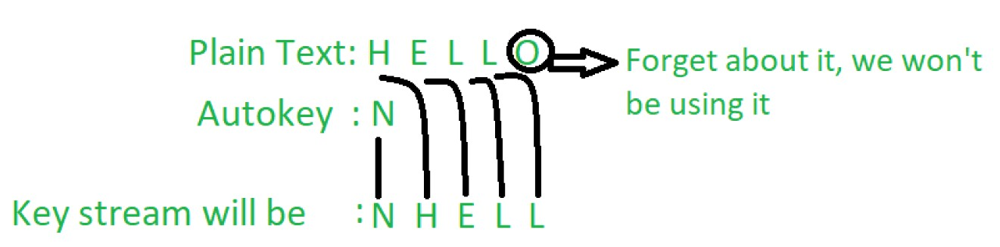 Plain Text: H E L L O Forget about it, we won't
be using it
Autokey : N
Key stream will be : N H E L L